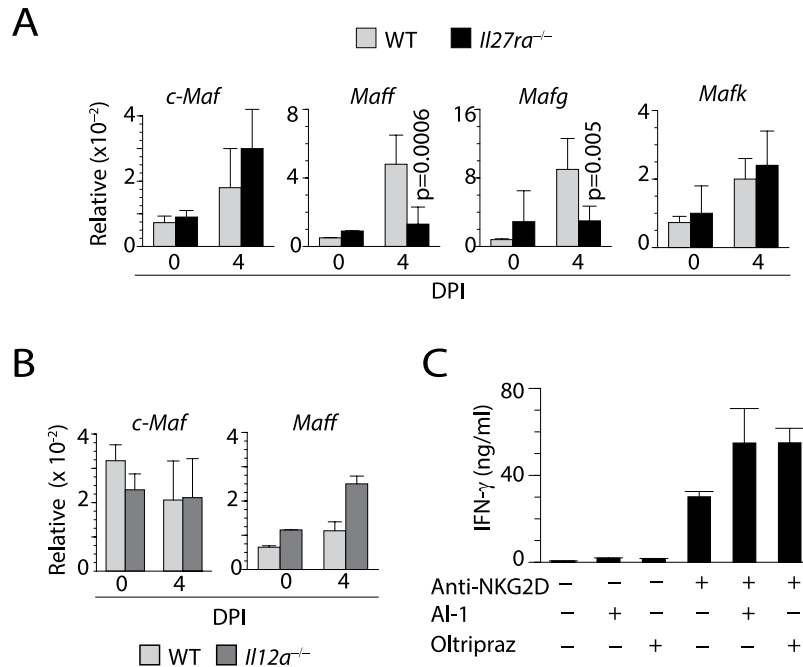 A
WT Il27ra–/–
c-Maf Maff Mafg Mafk
Relative (x10–2)
4 2 0
8 4 0
16 8 0
4 2 0
p=0.0006
p=0.005
0 4 0 4 0 4 0 4
DPI
B
c-Maf Maff
Relative (x 10-2)
4 2 0
4 2 0
0 4 0 4
DPI
WT Il12a–/–
C
IFN-γ (ng/ml)
80
40
0
Anti-NKG2D – – – + + +
AI-1 – + – – + –
Oltripraz – – + – – +